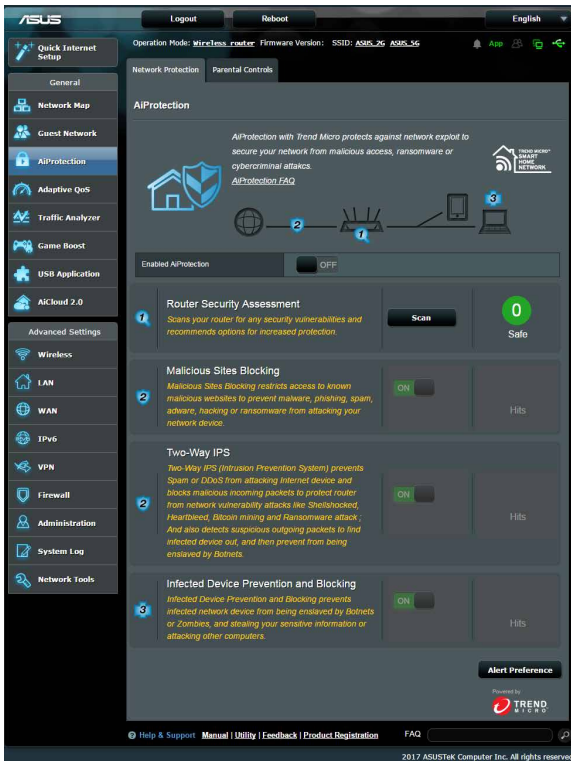 ASUS
Logout
Reboot
English
Quick Internet
Setup
General
Network Map
Guest Network
AiProtection
Adaptive QoS
Traffic Analyzer
Game Boost
USB Application
AiCloud 2.0
Advanced Settings
Wireless
LAN
WAN
IPv6
VPN
Firewall
Administration
System Log
Network Tools
Operation Mode: Wireless router Firmware Version: SSID: ASUS_2G ASUS_5G
App
Network Protection
Parental Controls
AiProtection
AiProtection with Trend Micro protects against network exploit to
secure your network from malicious access, ransomware or
cybercriminal attakcs.
AiProtection FAQ
TREND MICRO™
SMART
HOME
NETWORK
3
2
1
Enabled AiProtection
OFF
1
Router Security Assessment
Scans your router for any security vulnerabilities and
recommends options for increased protection.
Scan
0
Safe
2
Malicious Sites Blocking
Malicious Sites Blocking restricts access to known
malicious websites to prevent malware, phishing, spam,
adware, hacking or ransomware from attacking your
network device.
ON
Hits
2
Two-Way IPS
Two-Way IPS (Intrusion Prevention System) prevents
Spam or DDoS from attacking Internet device and
blocks malicious incoming packets to protect router
from network vulnerability attacks like Shellshocked,
Heartbleed, Bitcoin mining and Ransomware attack ;
And also detects suspicious outgoing packets to find
infected device out, and then prevent from being
enslaved by Botnets.
ON
Hits
3
Infected Device Prevention and Blocking
Infected Device Prevention and Blocking prevents
infected network device from being enslaved by Botnets
or Zombies, and stealing your sensitive information or
attacking other computers.
ON
Hits
Alert Preference
Powered by
TREND
MICRO
Help & Support Manual | Utility | Feedback | Product Registration
FAQ
2017 ASUSTeK Computer Inc. All rights reserved